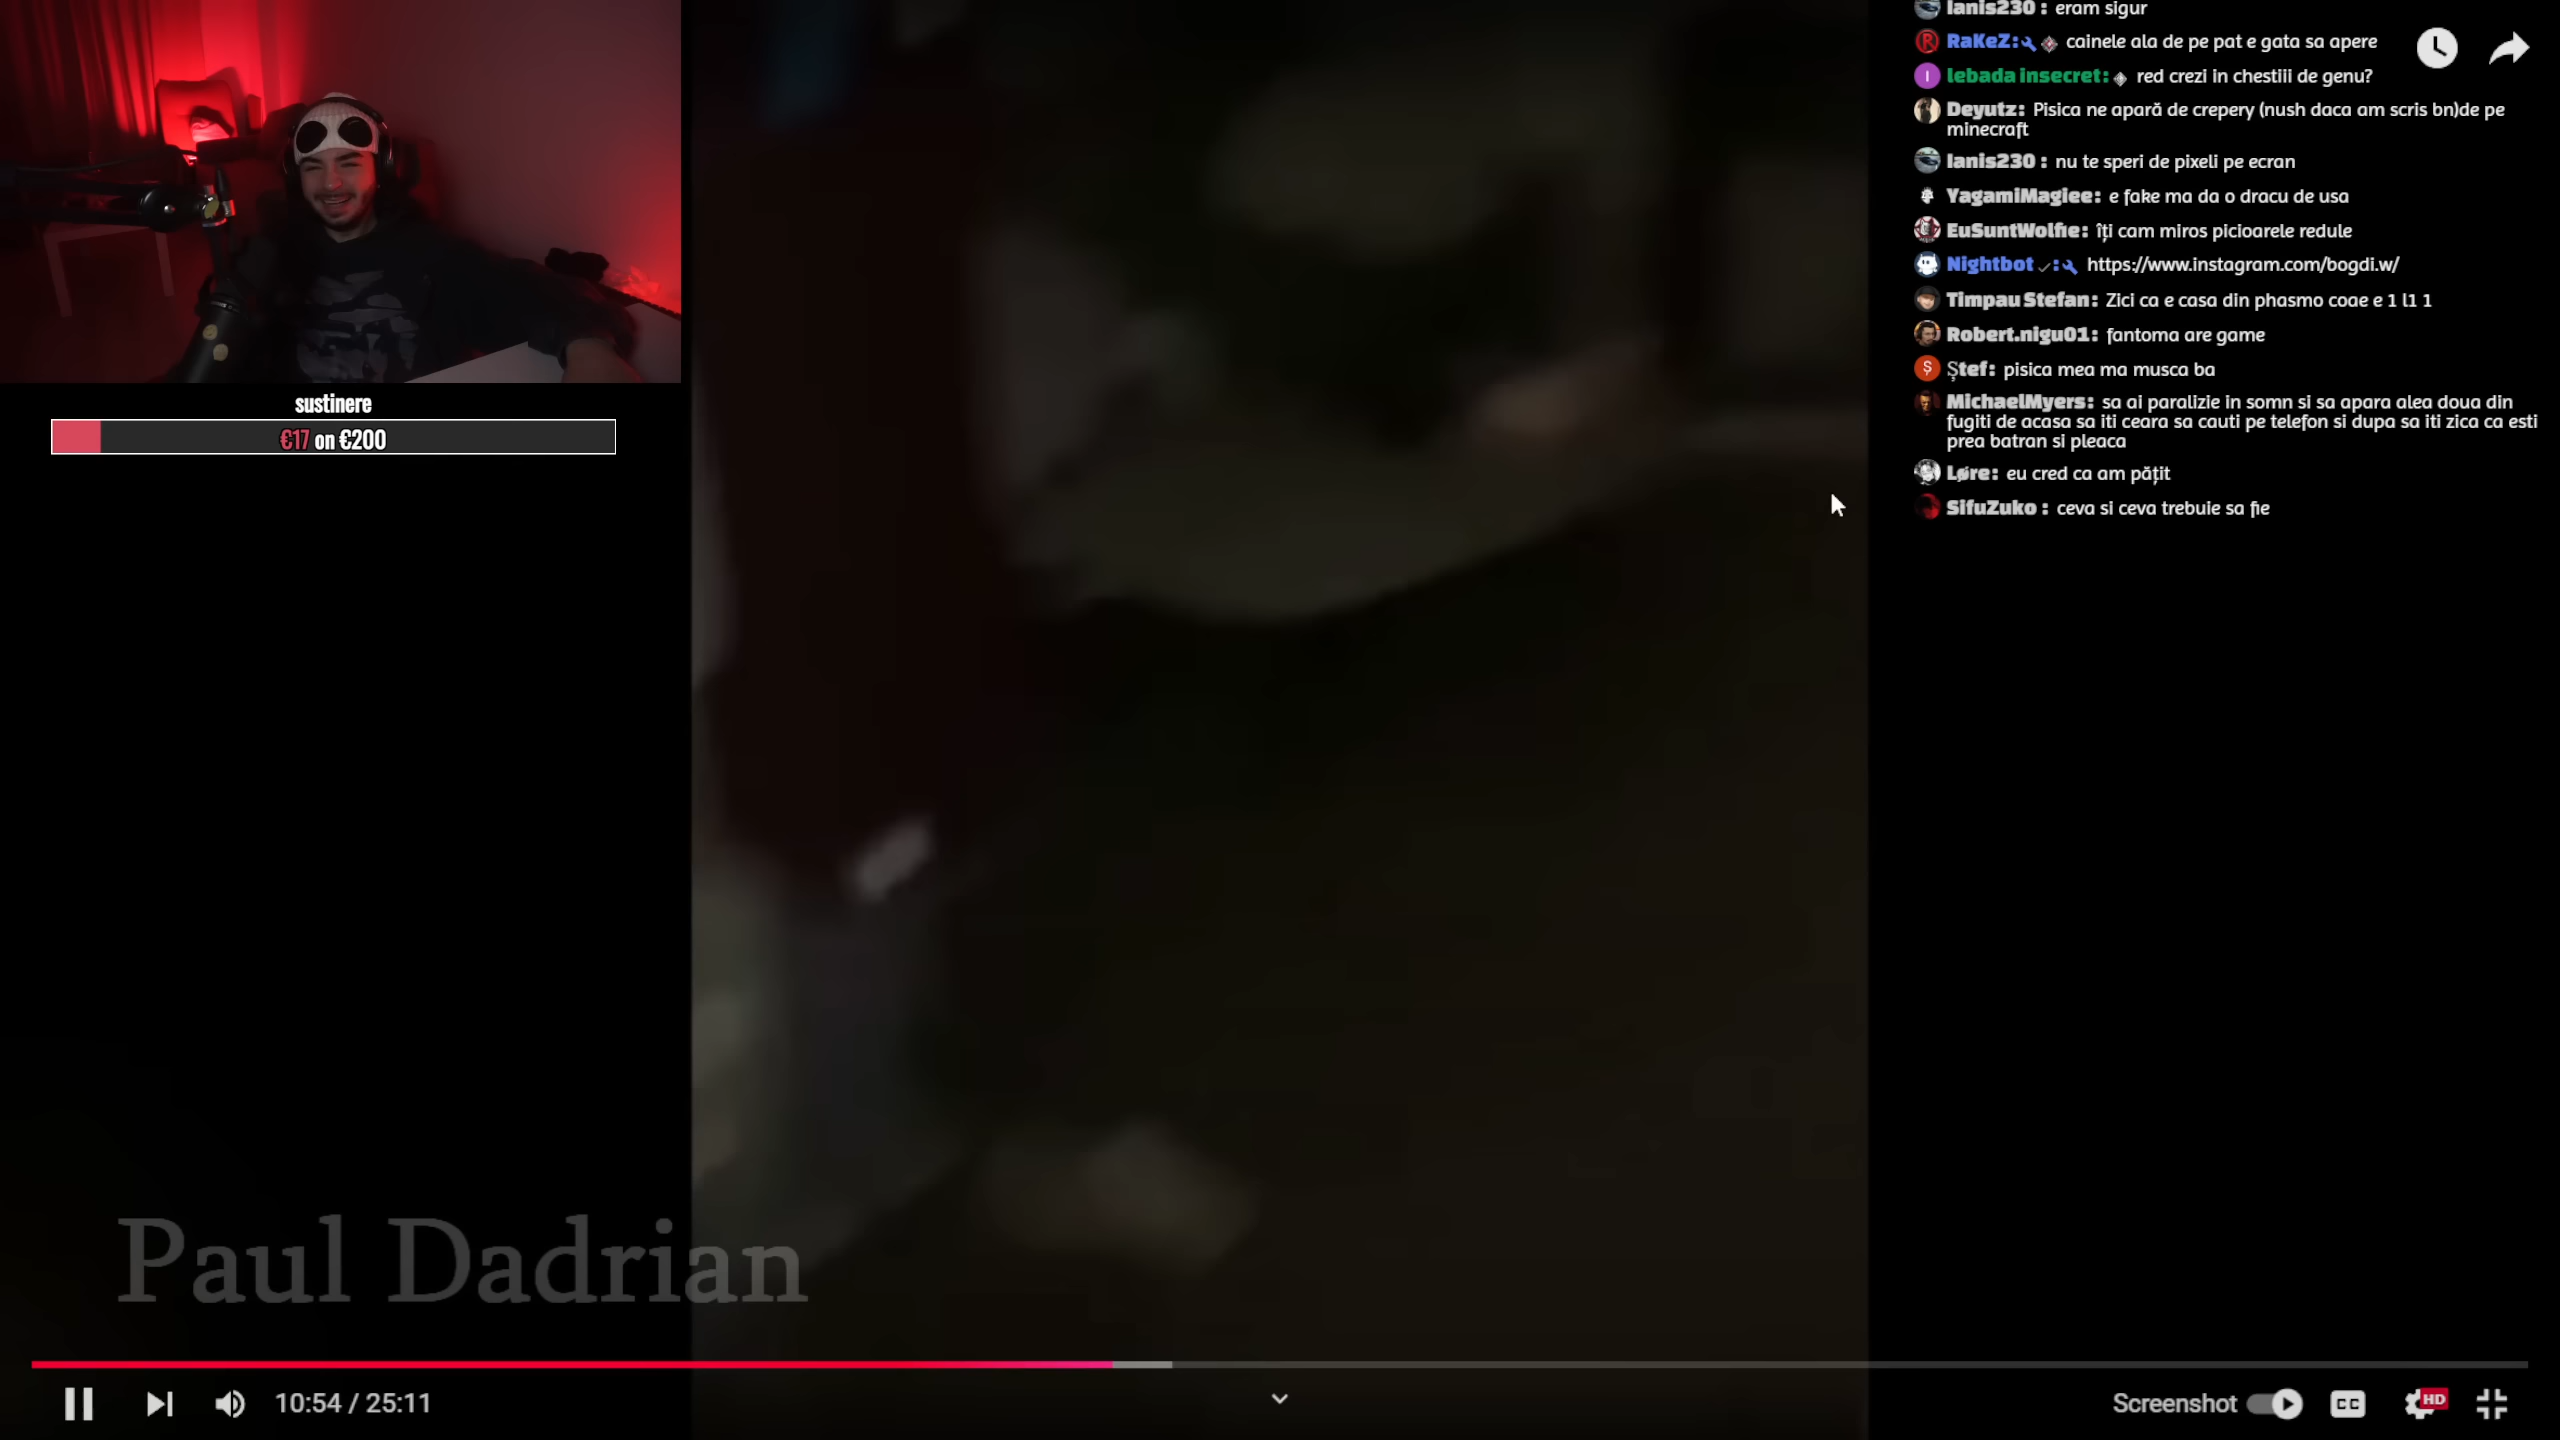 sustinere
€17 on €200
Ianis230 : eram sigur
RaKeZ: cainele ala de pe pat e gata sa apere
lebada insecret: red crezi in chestiii de genu?
Deyutz: Pisica ne apară de crepery (nush daca am scris bn)de pe
minecraft
Ianis230 : nu te speri de pixeli pe ecran
YagamiMagiee: e fake ma da o dracu de usa
EuSuntWolfie: îți cam miros picioarele redule
Nightbot ✓: https://www.instagram.com/bogdi.w/
Timpau Stefan: Zici ca e casa din phasmo coae e 1 l1 1
Robert.nigu01: fantoma are game
Ștef: pisica mea ma musca ba
MichaelMyers: sa ai paralizie in somn si sa apara alea doua din
fugiti de acasa sa iti ceara sa cauti pe telefon si dupa sa iti zica ca esti
prea batran si pleaca
Løre: eu cred ca am pățit
SifuZuko : ceva si ceva trebuie sa fie
Paul Dadrian
10:54 / 25:11
Screenshot
CC
HD